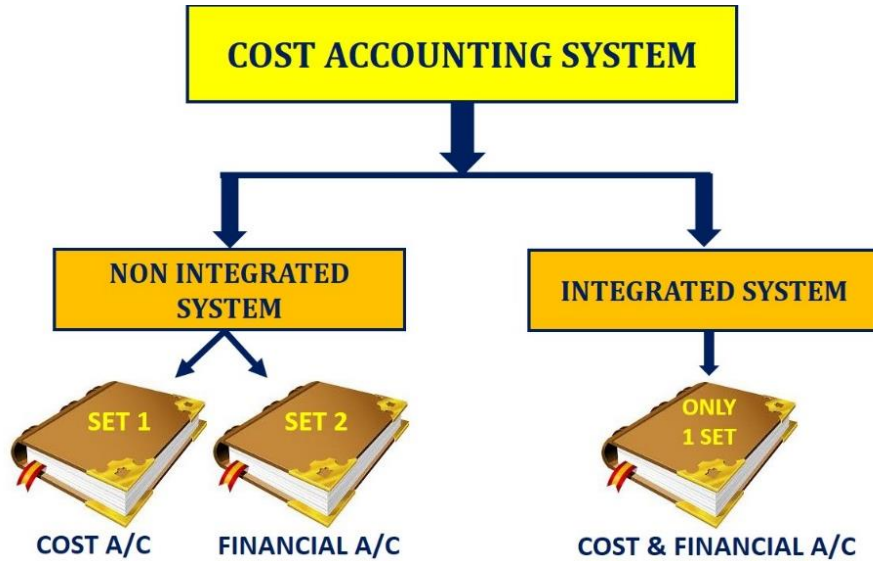 COST ACCOUNTING SYSTEM
NON INTEGRATED
SYSTEM
INTEGRATED SYSTEM
SET 1
SET 2
ONLY
1 SET
COST A/C
FINANCIAL A/C
COST & FINANCIAL A/C